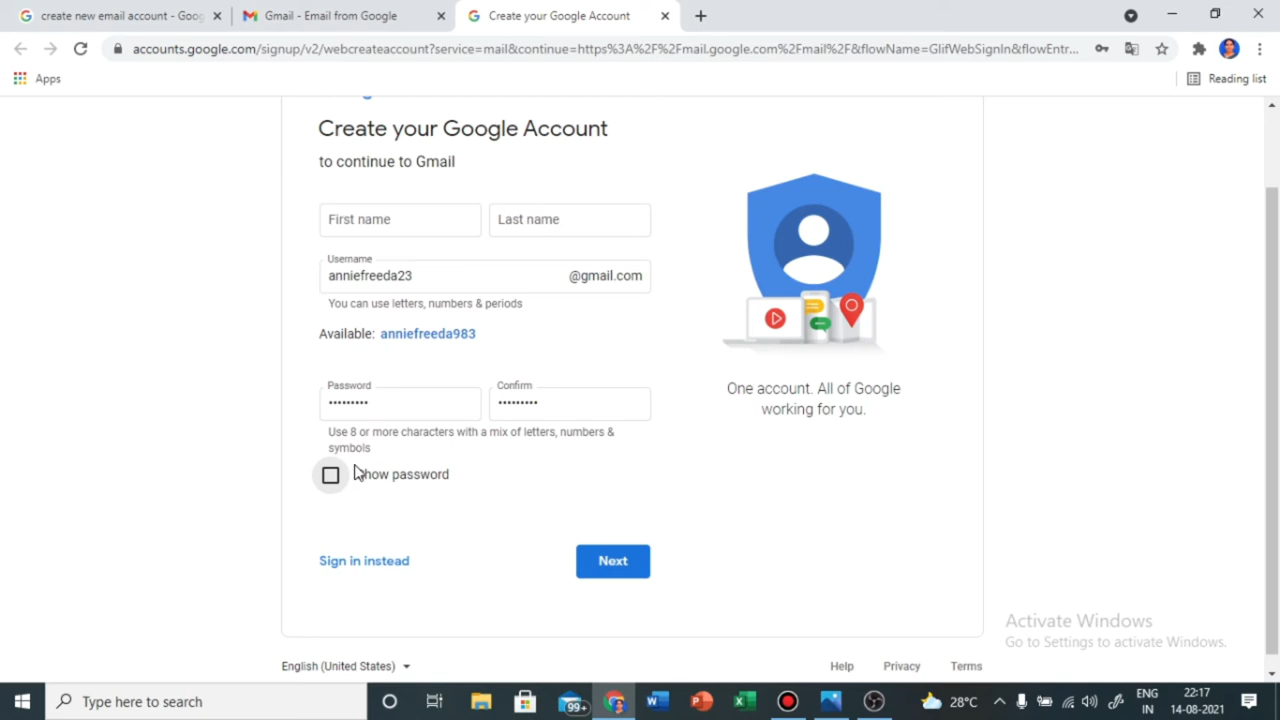 create new email account - Goog
Gmail - Email from Google
Create your Google Account
accounts.google.com/signup/v2/webcreateaccount?service=mail&continue=https%3A%2F%2Fmail.google.com%2Fmail%2F&flowName=GlifWebSignIn&flowEntr...
Apps
Reading list
Create your Google Account
to continue to Gmail
First name
Last name
Username
anniefreeda23
@gmail.com
You can use letters, numbers & periods
Available: anniefreeda983
Password
Confirm
•••••••••
•••••••••
Use 8 or more characters with a mix of letters, numbers &
symbols
Show password
One account. All of Google
working for you.
Sign in instead
Next
Activate Windows
Go to Settings to activate Windows.
English (United States)
Help
Privacy
Terms
Type here to search
99+
28°C
ENG
IN
22:17
14-08-2021